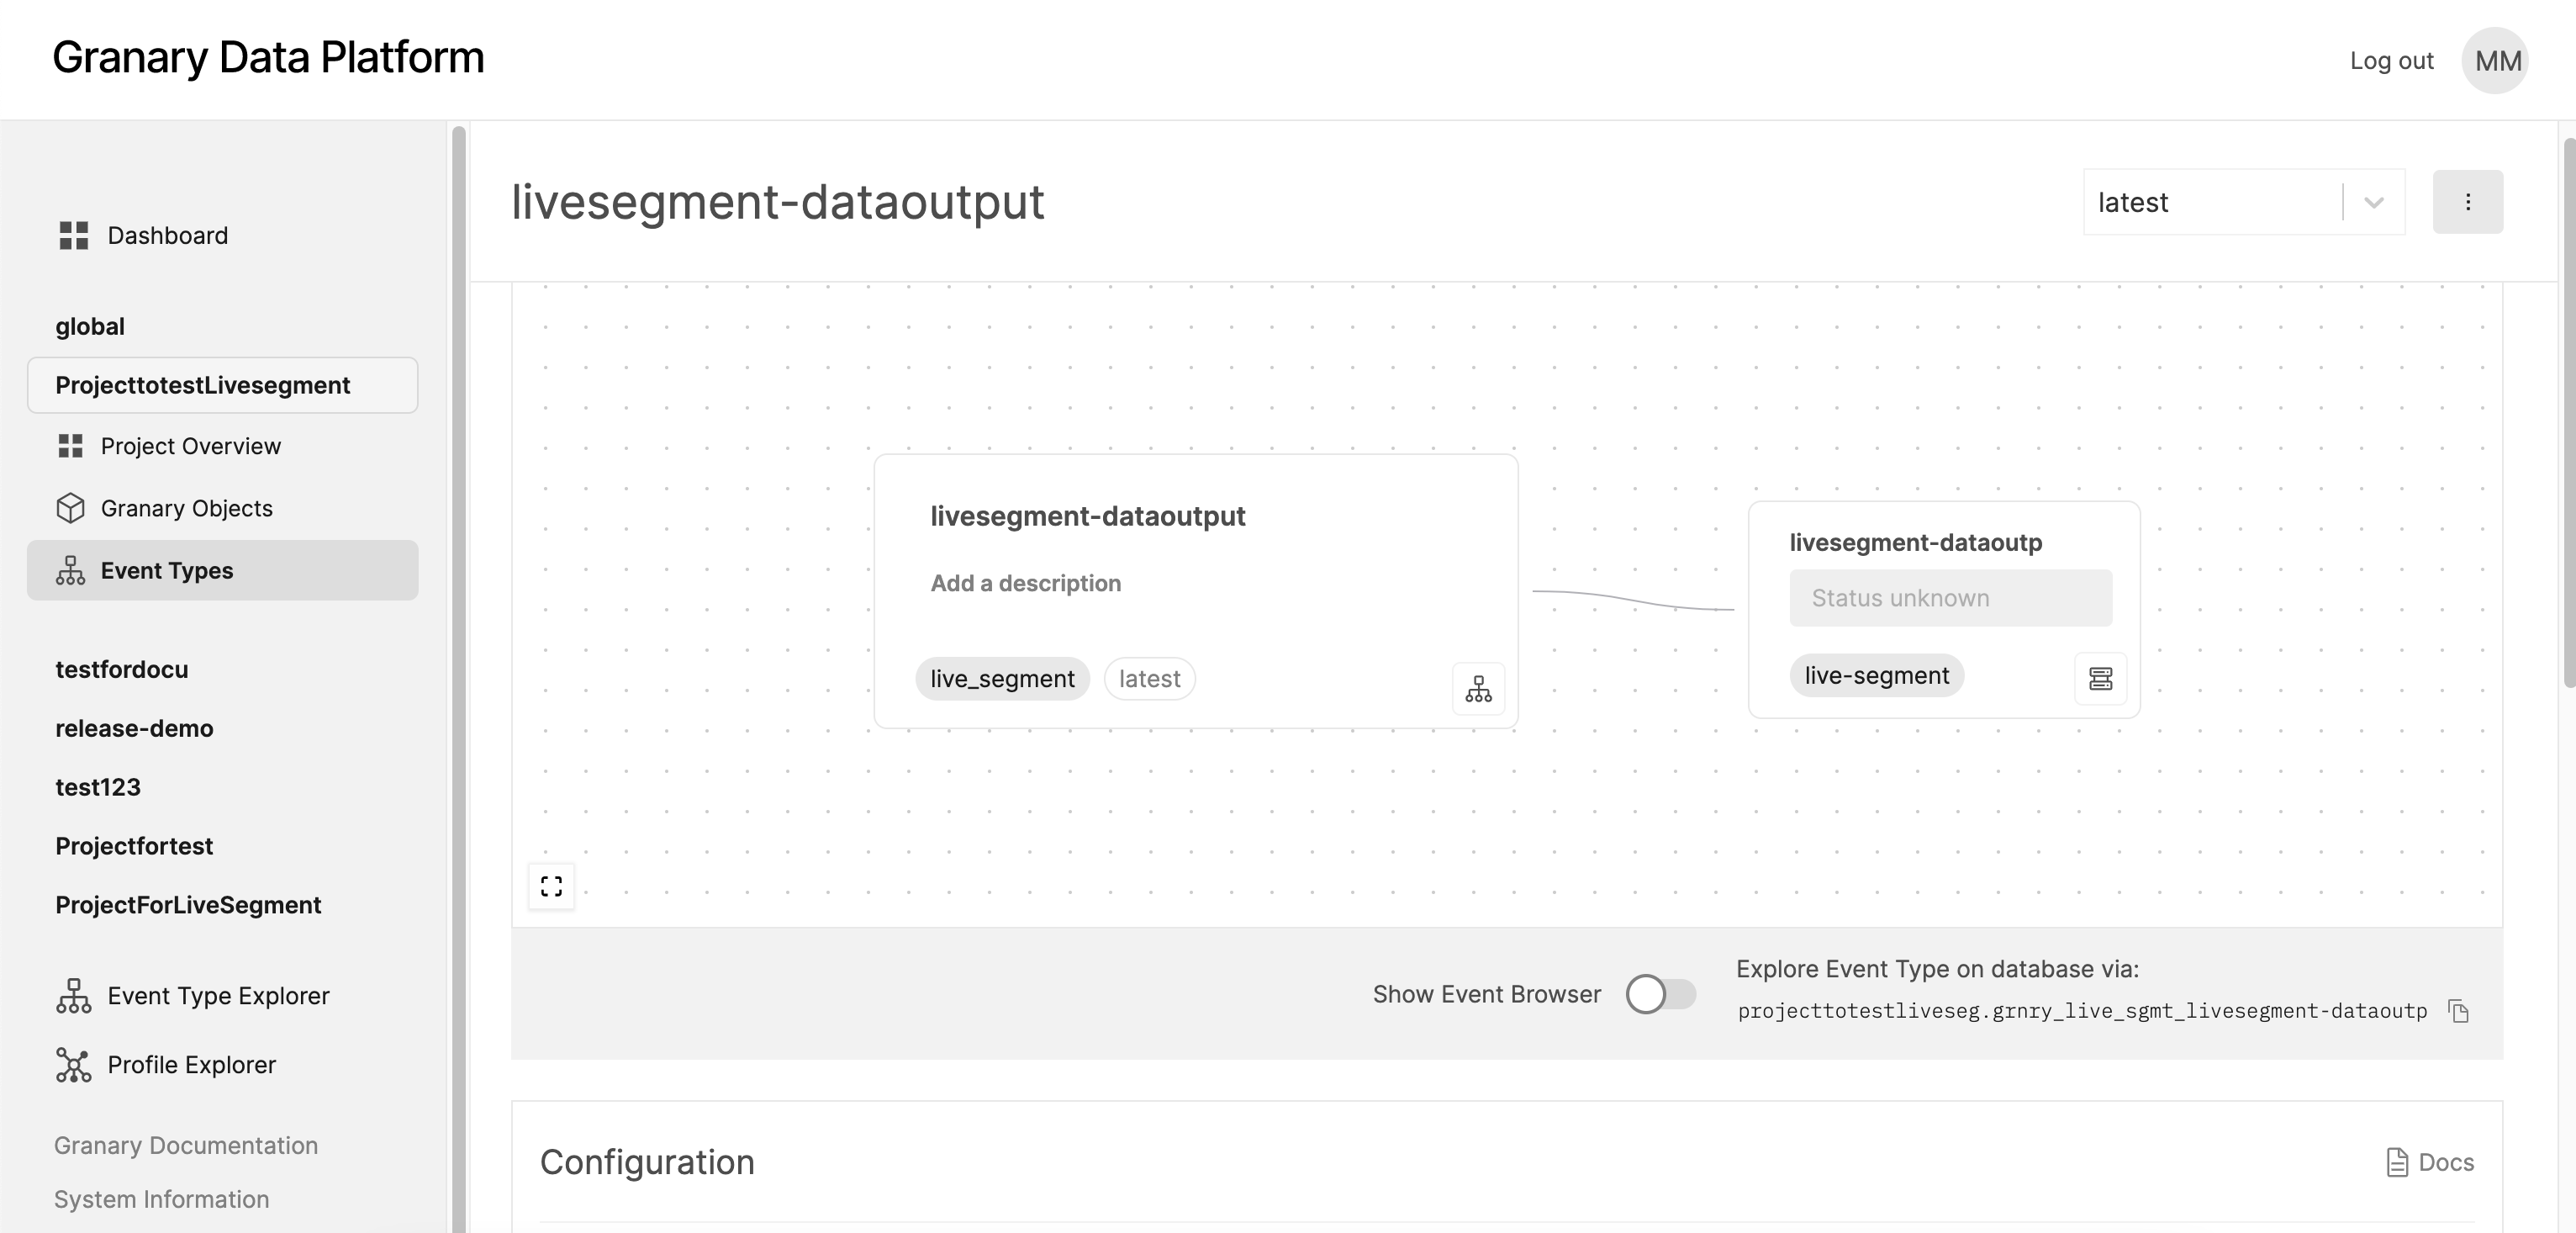 Granary Data Platform
Log out
MM
Dashboard
global
ProjecttotestLivesegment
Project Overview
Granary Objects
Event Types
testfordocu
release-demo
test123
Projectfortest
ProjectForLiveSegment
Event Type Explorer
Profile Explorer
Granary Documentation
System Information
livesegment-dataoutput
latest
livesegment-dataoutput
Add a description
live_segment latest
livesegment-dataoutp
Status unknown
live-segment
Show Event Browser
Explore Event Type on database via:
projecttotestliveseg.grnry_live_sgmt_livesegment-dataoutp
Configuration
Docs